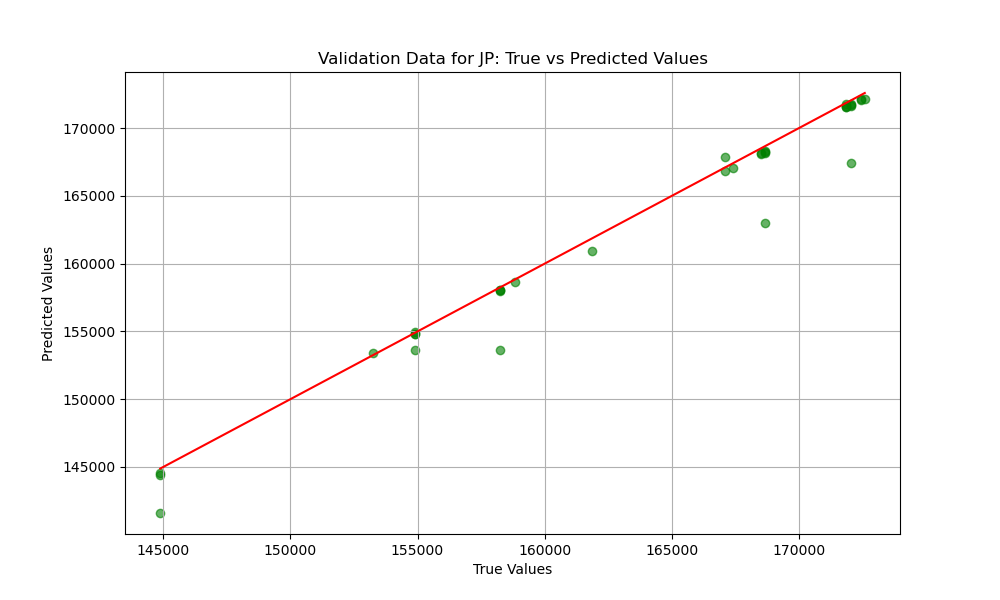 Validation Data for JP: True vs Predicted Values
Predicted Values
170000
165000
160000
155000
150000
145000
145000 150000 155000 160000 165000 170000
True Values